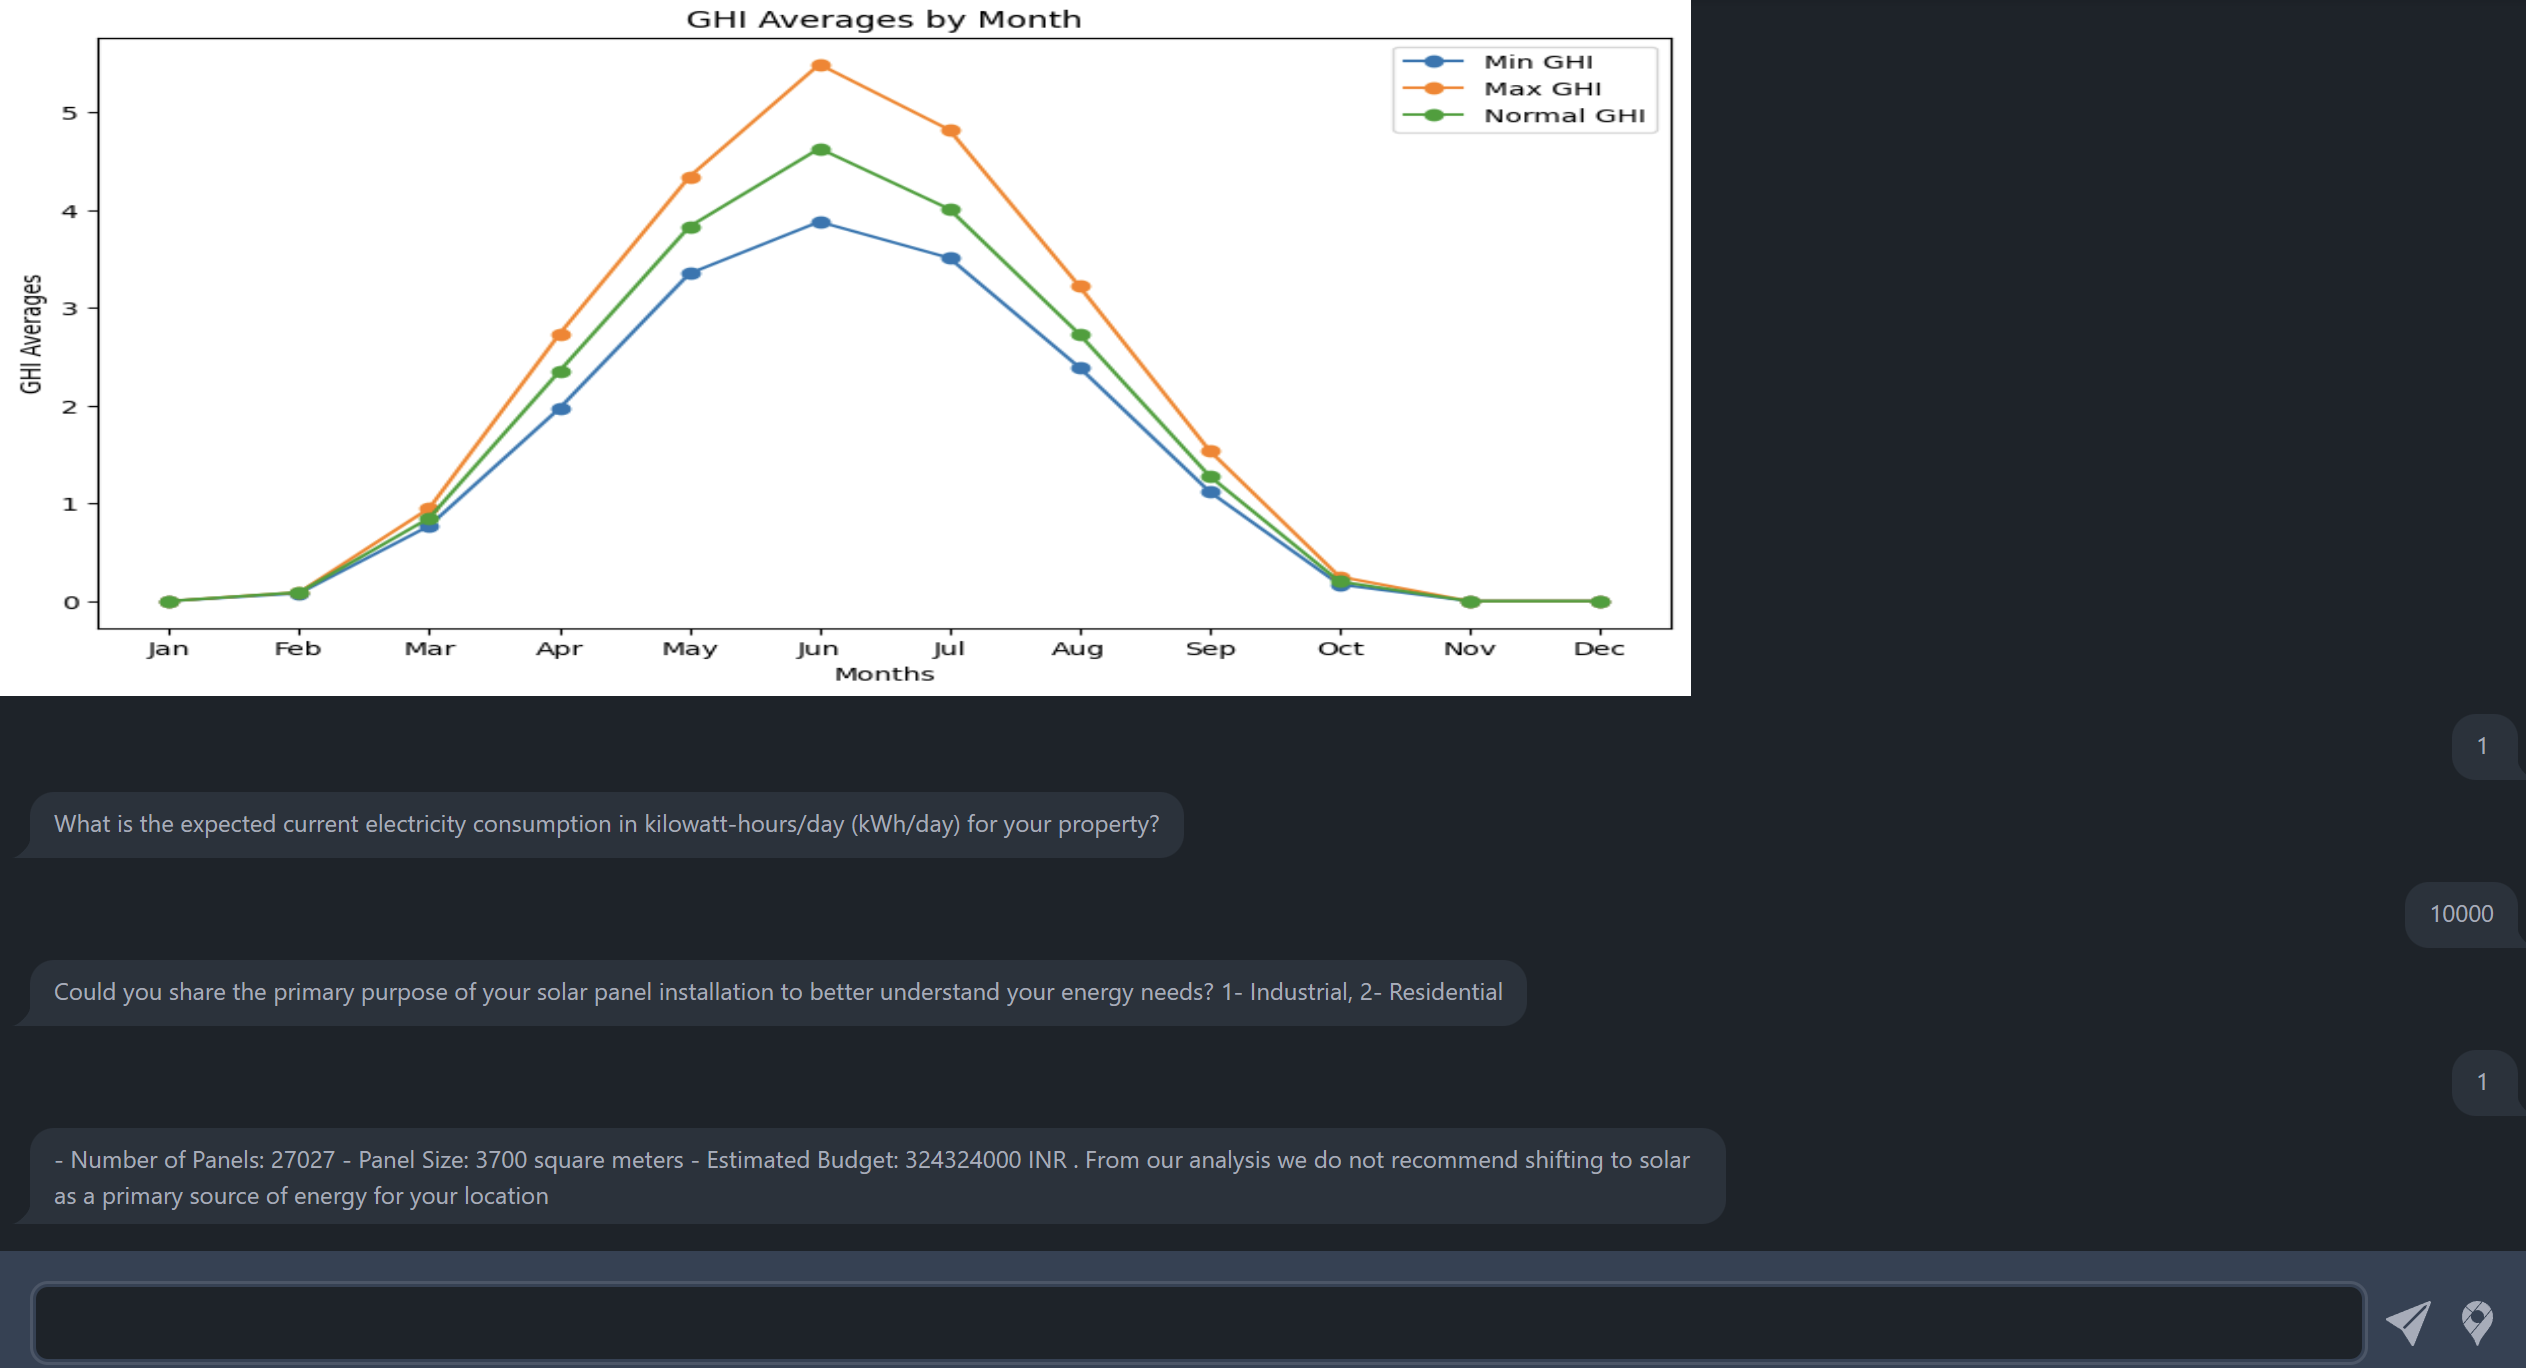 GHI Averages by Month
Min GHI
Max GHI
Normal GHI
GHI Averages
5
4
3
2
1
0
Jan Feb Mar Apr May Jun Jul Aug Sep Oct Nov Dec
Months
1
What is the expected current electricity consumption in kilowatt-hours/day (kWh/day) for your property?
10000
Could you share the primary purpose of your solar panel installation to better understand your energy needs? 1- Industrial, 2- Residential
1
- Number of Panels: 27027 - Panel Size: 3700 square meters - Estimated Budget: 324324000 INR . From our analysis we do not recommend shifting to solar
as a primary source of energy for your location